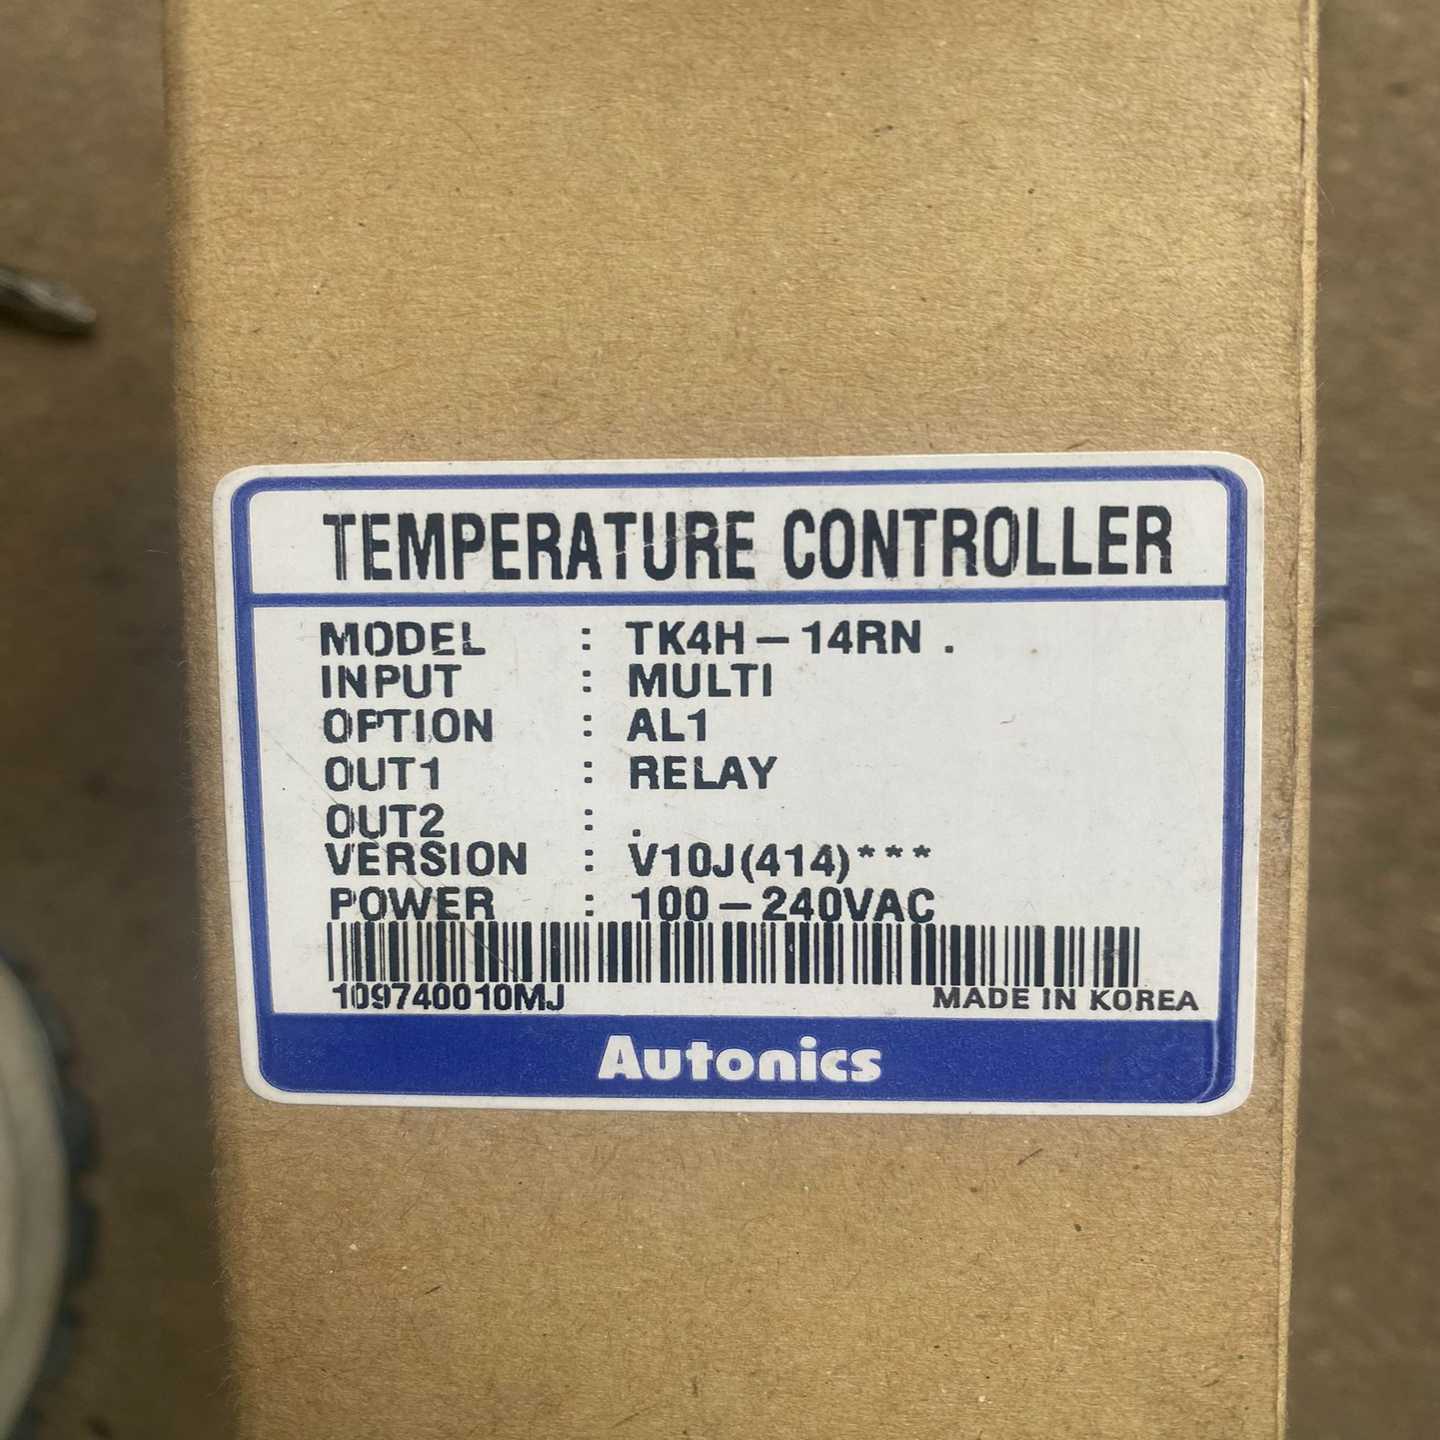 TEMPERATURE CONTROLLER
MODEL : TK4H-14RN .
INPUT : MULTI
OPTION : AL1
OUT1 : RELAY
OUT2 : .
VERSION : V10J(414)***
POWER : 100-240VAC
109740010MJ MADE IN KOREA
Autonics